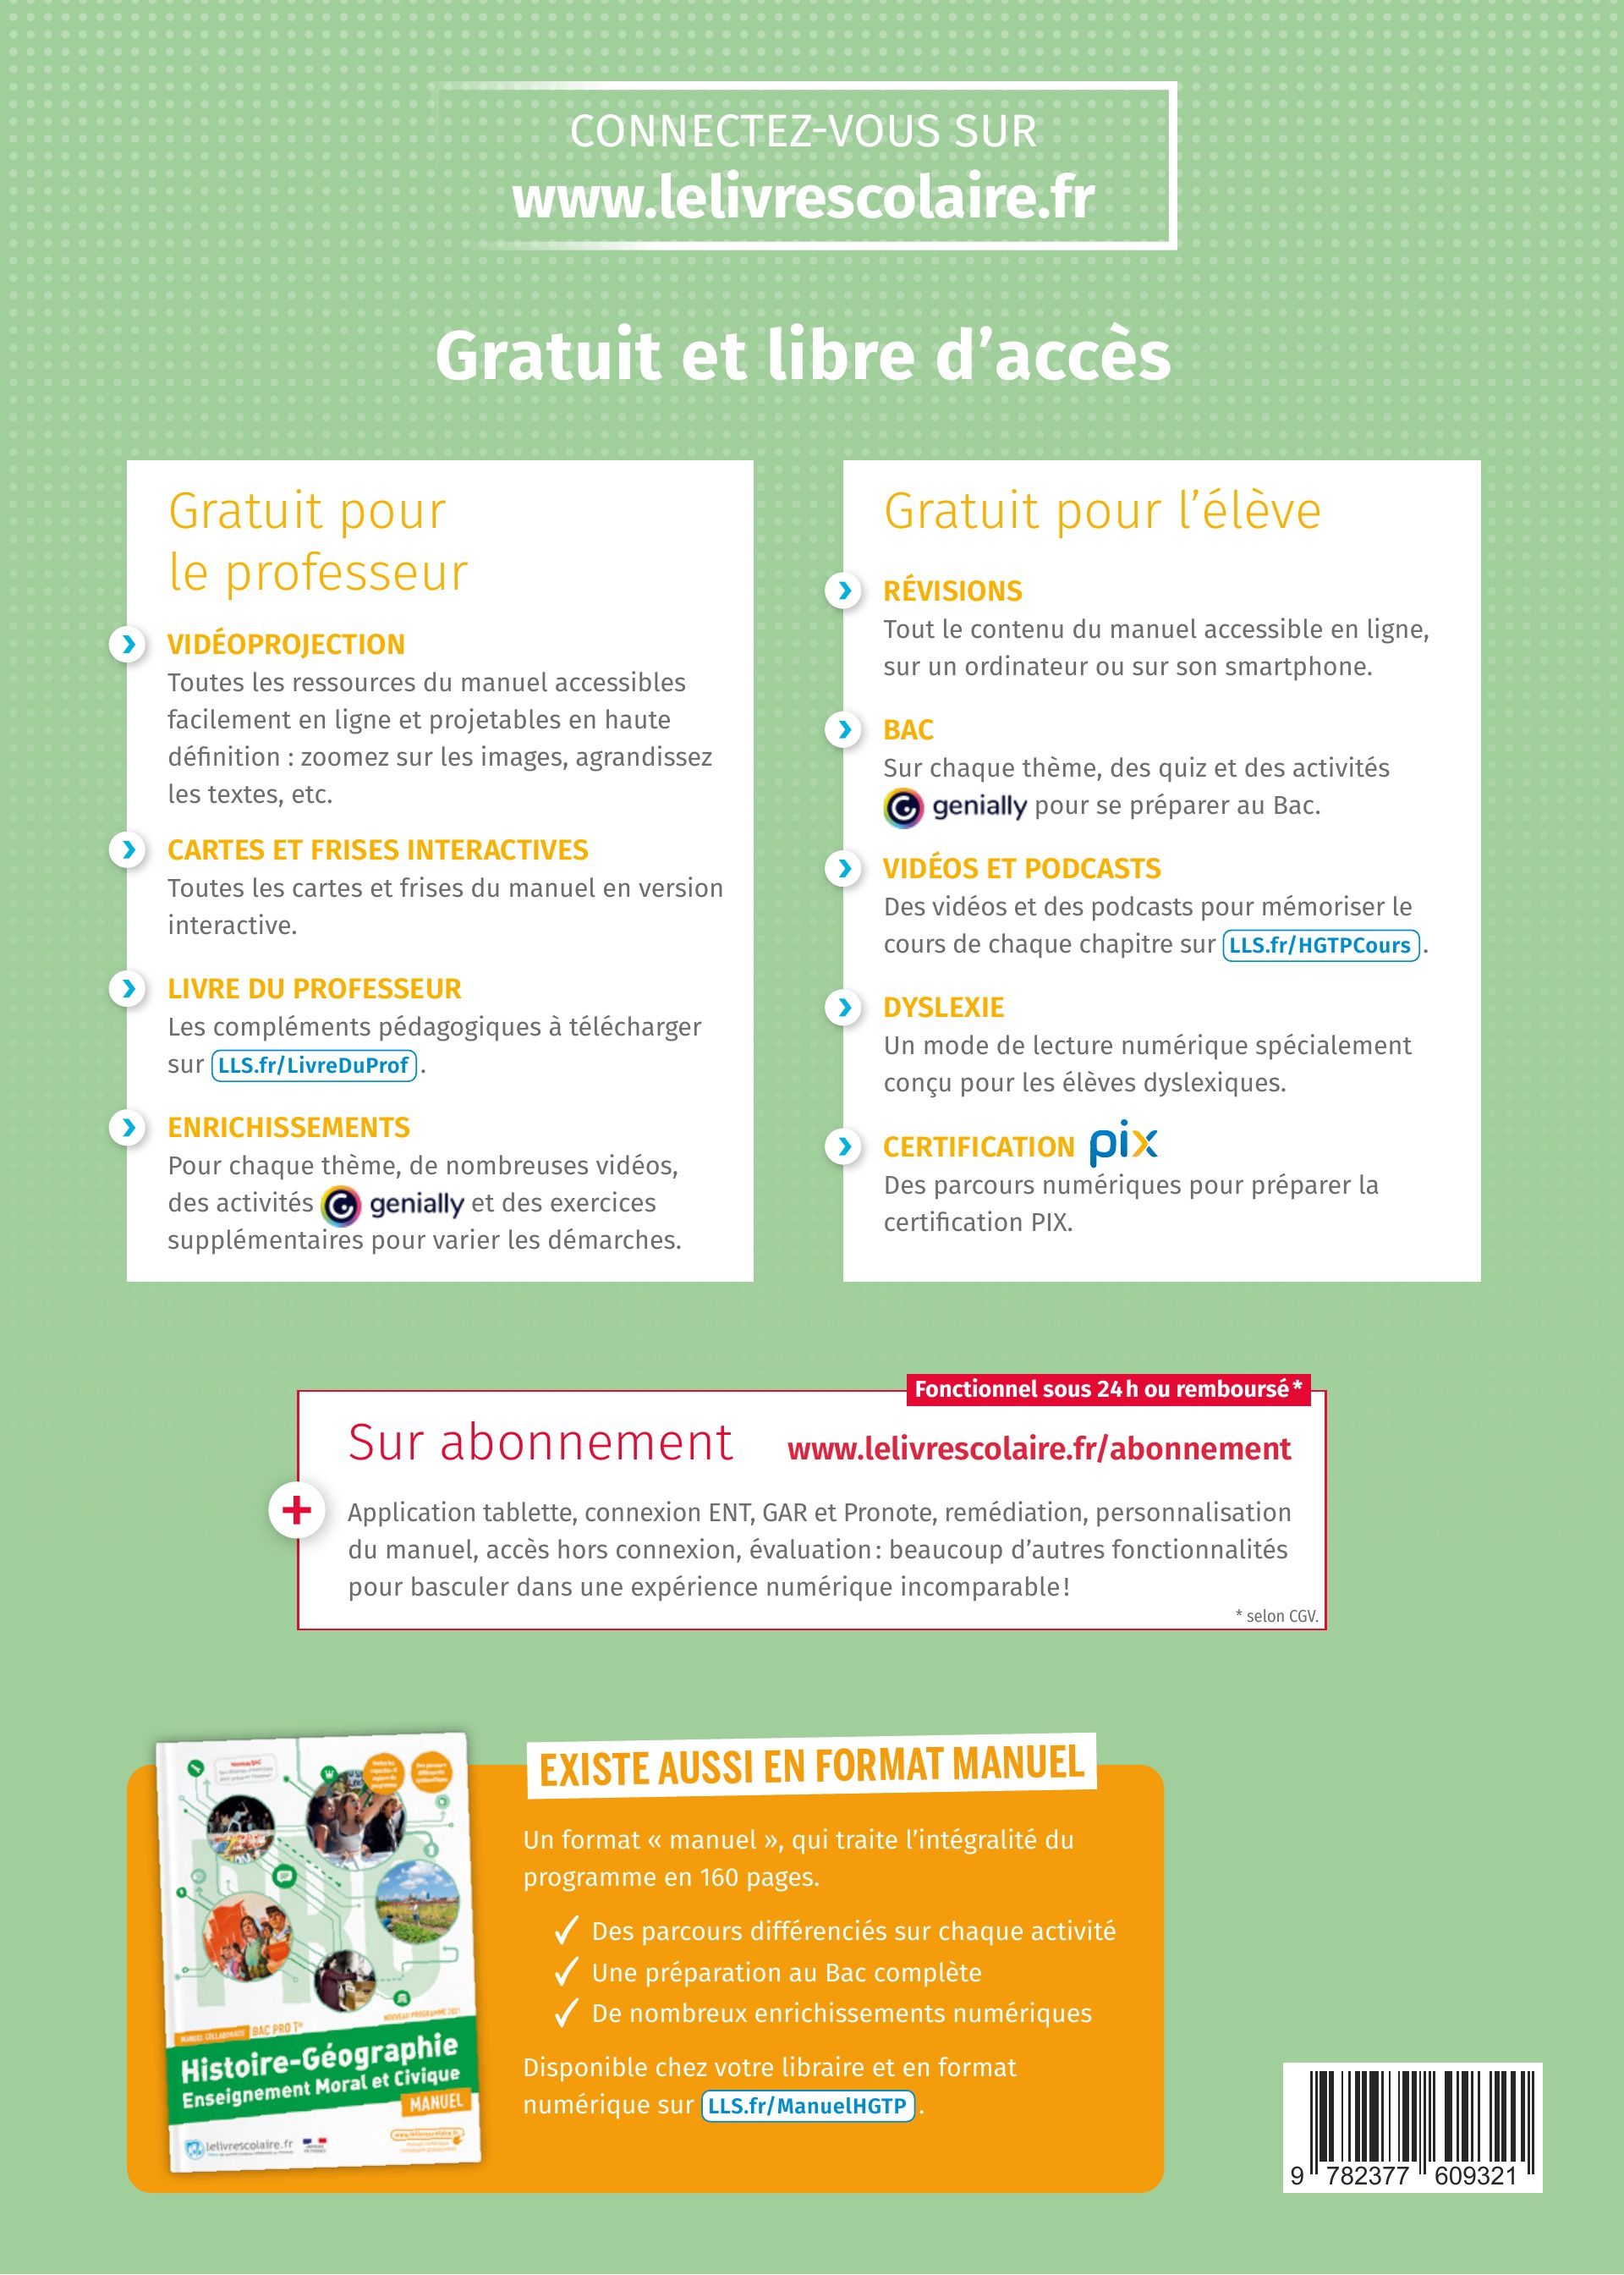 CONNECTEZ-VOUS SUR
www.lelivrescolaire.fr
Gratuit et libre d’accès
Gratuit pour
le professeur
VIDÉOPROJECTION
Toutes les ressources du manuel accessibles
facilement en ligne et projetables en haute
définition : zoomez sur les images, agrandissez
les textes, etc.
CARTES ET FRISES INTERACTIVES
Toutes les cartes et frises du manuel en version
interactive.
LIVRE DU PROFESSEUR
Les compléments pédagogiques à télécharger
sur LLS.fr/LivreDuProf .
ENRICHISSEMENTS
Pour chaque thème, de nombreuses vidéos,
des activités genially et des exercices
supplémentaires pour varier les démarches.
Gratuit pour l’élève
RÉVISIONS
Tout le contenu du manuel accessible en ligne,
sur un ordinateur ou sur son smartphone.
BAC
Sur chaque thème, des quiz et des activités
genially pour se préparer au Bac.
VIDÉOS ET PODCASTS
Des vidéos et des podcasts pour mémoriser le
cours de chaque chapitre sur LLS.fr/HGTPCours .
DYSLEXIE
Un mode de lecture numérique spécialement
conçu pour les élèves dyslexiques.
CERTIFICATION pix
Des parcours numériques pour préparer la
certification PIX.
Fonctionnel sous 24h ou remboursé*
Sur abonnement www.lelivrescolaire.fr/abonnement
Application tablette, connexion ENT, GAR et Pronote, remédiation, personnalisation
du manuel, accès hors connexion, évaluation : beaucoup d’autres fonctionnalités
pour basculer dans une expérience numérique incomparable !
* selon CGV.
EXISTE AUSSI EN FORMAT MANUEL
Un format « manuel », qui traite l’intégralité du
programme en 160 pages.
Des parcours différenciés sur chaque activité
Une préparation au Bac complète
De nombreux enrichissements numériques
Disponible chez votre libraire et en format
numérique sur LLS.fr/ManuelHGTP .
NOUVEAU PROGRAMME 2021
MANUEL COLLABORATIF BAC PRO Tle
Histoire-Géographie
Enseignement Moral et Civique
MANUEL
lelivrescolaire.fr
9 782377 609321